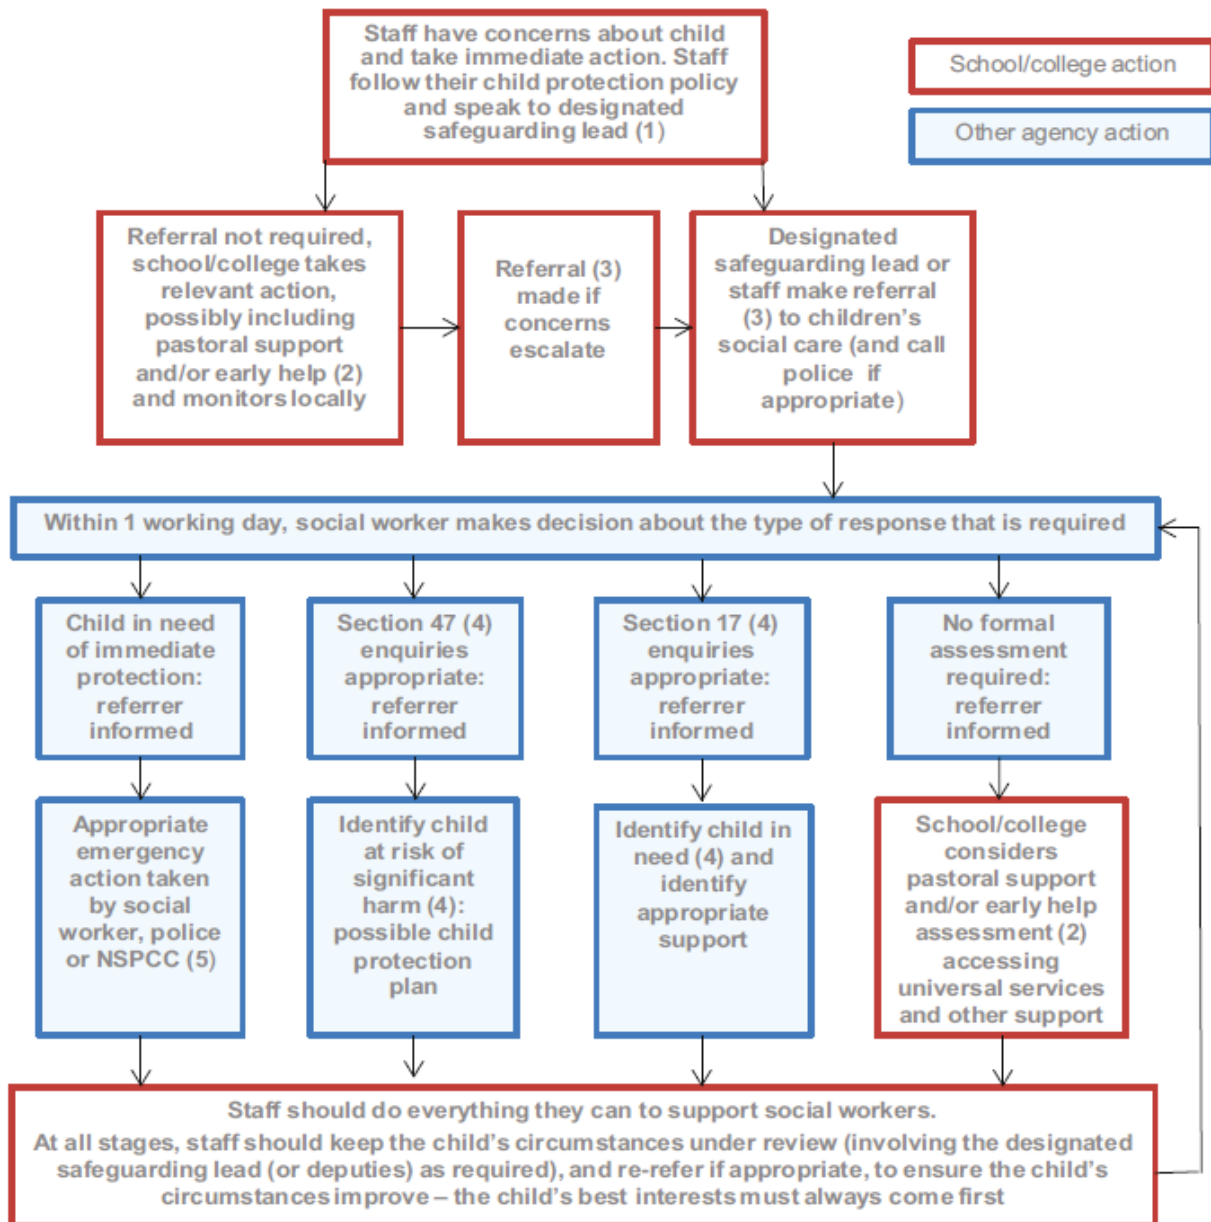 Staff have concerns about child
and take immediate action. Staff
follow their child protection policy
and speak to designated
safeguarding lead (1)
School/college action
Other agency action
Referral not required,
school/college takes
relevant action,
possibly including
pastoral support
and/or early help (2)
and monitors locally
Referral (3)
made if
concerns
escalate
Designated
safeguarding lead or
staff make referral
(3) to children’s
social care (and call
police if
appropriate)
Within 1 working day, social worker makes decision about the type of response that is required
Child in need
of immediate
protection:
referrer
informed
Section 47 (4)
enquiries
appropriate:
referrer
informed
Section 17 (4)
enquiries
appropriate:
referrer
informed
No formal
assessment
required:
referrer
informed
Appropriate
emergency
action taken
by social
worker, police
or NSPCC (5)
Identify child
at risk of
significant
harm (4):
possible child
protection
plan
Identify child in
need (4) and
identify
appropriate
support
School/college
considers
pastoral support
and/or early help
assessment (2)
accessing
universal services
and other support
Staff should do everything they can to support social workers.
At all stages, staff should keep the child’s circumstances under review (involving the designated
safeguarding lead (or deputies) as required), and re-refer if appropriate, to ensure the child’s
circumstances improve – the child’s best interests must always come first